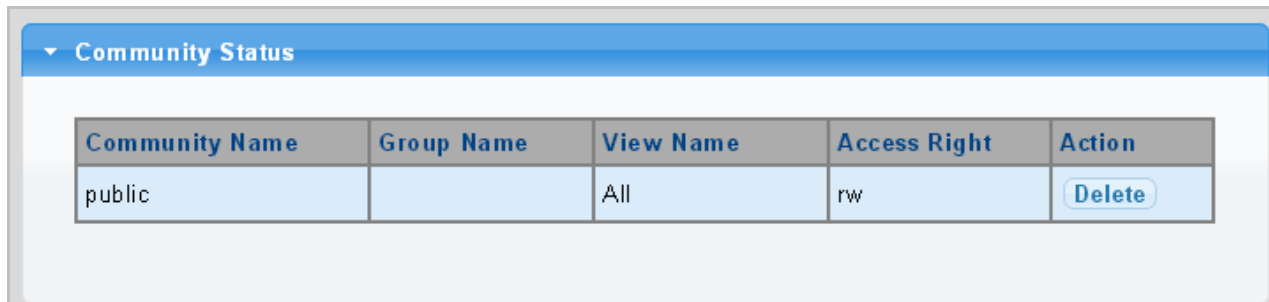 Community Status
Community Name Group Name View Name Access Right Action
public All rw Delete